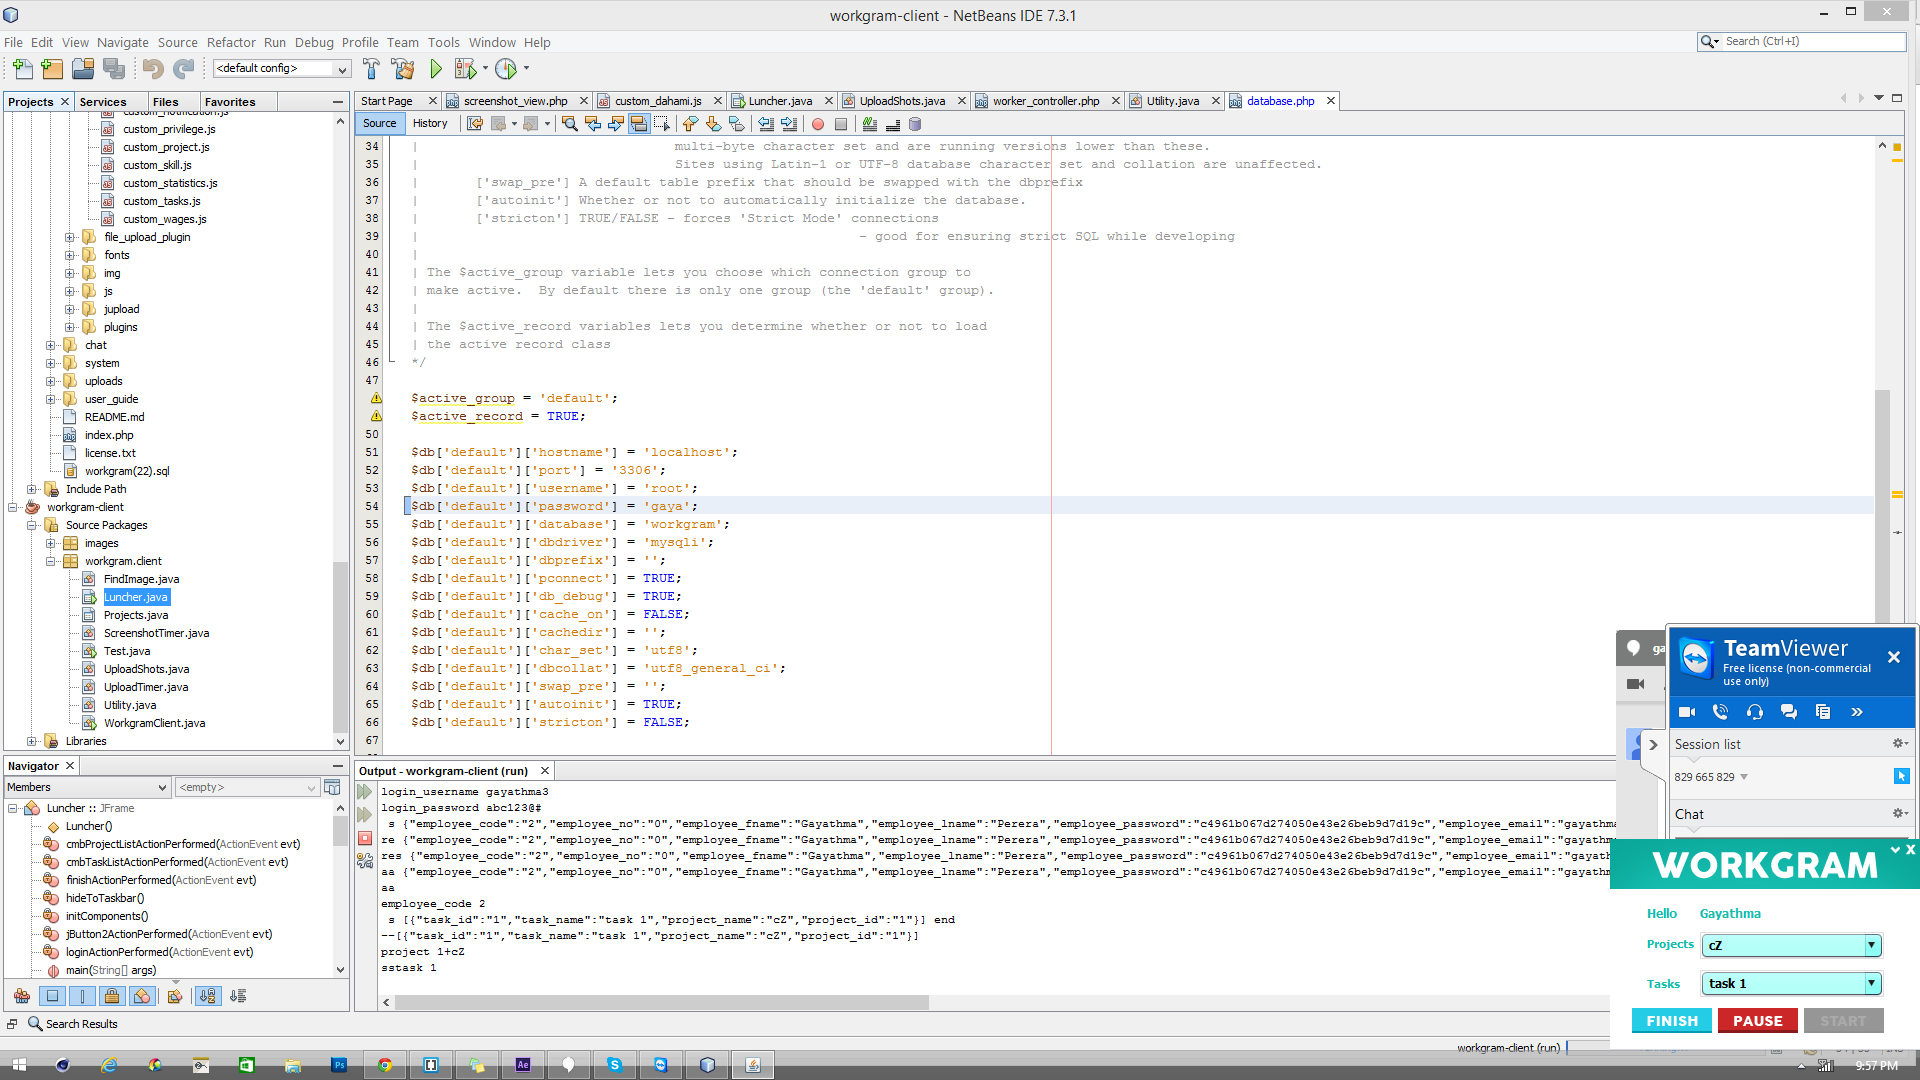 workgram-client - NetBeans IDE 7.3.1
File Edit View Navigate Source Refactor Run Debug Profile Team Tools Window Help
Search (Ctrl+I)
<default config>
Projects Services Files Favorites
Start Page screenshot_view.php custom_dahami.js Luncher.java UploadShots.java worker_controller.php Utility.java database.php
Source History
custom_notification.js
custom_privilege.js
custom_project.js
custom_skill.js
custom_statistics.js
custom_tasks.js
custom_wages.js
file_upload_plugin
fonts
img
js
jupload
plugins
chat
system
uploads
user_guide
README.md
index.php
license.txt
workgram(22).sql
Include Path
workgram-client
Source Packages
images
workgram.client
FindImage.java
Luncher.java
Projects.java
ScreenshotTimer.java
Test.java
UploadShots.java
UploadTimer.java
Utility.java
WorkgramClient.java
Libraries
34 | multi-byte character set and are running versions lower than these.
35 | Sites using Latin-1 or UTF-8 database character set and collation are unaffected.
36 | ['swap_pre'] A default table prefix that should be swapped with the dbprefix
37 | ['autoinit'] Whether or not to automatically initialize the database.
38 | ['stricton'] TRUE/FALSE - forces 'Strict Mode' connections
39 | - good for ensuring strict SQL while developing
40 |
41 | The $active_group variable lets you choose which connection group to
42 | make active.  By default there is only one group (the 'default' group).
43 |
44 | The $active_record variables lets you determine whether or not to load
45 | the active record class
46 */
47
$active_group = 'default';
$active_record = TRUE;
50
51 $db['default']['hostname'] = 'localhost';
52 $db['default']['port'] = '3306';
53 $db['default']['username'] = 'root';
54 $db['default']['password'] = 'gaya';
55 $db['default']['database'] = 'workgram';
56 $db['default']['dbdriver'] = 'mysqli';
57 $db['default']['dbprefix'] = '';
58 $db['default']['pconnect'] = TRUE;
59 $db['default']['db_debug'] = TRUE;
60 $db['default']['cache_on'] = FALSE;
61 $db['default']['cachedir'] = '';
62 $db['default']['char_set'] = 'utf8';
63 $db['default']['dbcollat'] = 'utf8_general_ci';
64 $db['default']['swap_pre'] = '';
65 $db['default']['autoinit'] = TRUE;
66 $db['default']['stricton'] = FALSE;
67
Navigator
Members <empty>
Luncher :: JFrame
Luncher()
cmbProjectListActionPerformed(ActionEvent evt)
cmbTaskListActionPerformed(ActionEvent evt)
finishActionPerformed(ActionEvent evt)
hideToTaskbar()
initComponents()
jButton2ActionPerformed(ActionEvent evt)
loginActionPerformed(ActionEvent evt)
main(String[] args)
Search Results
Output - workgram-client (run)
login_username gayathma3
login_password abc123@#
s {"employee_code":"2","employee_no":"0","employee_fname":"Gayathma","employee_lname":"Perera","employee_password":"c4961b067d274050e43e26beb9d7d19c","employee_email":"gayathma
re {"employee_code":"2","employee_no":"0","employee_fname":"Gayathma","employee_lname":"Perera","employee_password":"c4961b067d274050e43e26beb9d7d19c","employee_email":"gayathm
res {"employee_code":"2","employee_no":"0","employee_fname":"Gayathma","employee_lname":"Perera","employee_password":"c4961b067d274050e43e26beb9d7d19c","employee_email":"gayath
aa {"employee_code":"2","employee_no":"0","employee_fname":"Gayathma","employee_lname":"Perera","employee_password":"c4961b067d274050e43e26beb9d7d19c","employee_email":"gayathm
aa
employee_code 2
s [{"task_id":"1","task_name":"task 1","project_name":"cZ","project_id":"1"}] end
--[{"task_id":"1","task_name":"task 1","project_name":"cZ","project_id":"1"}]
project 1+cZ
sstask 1
ga
TeamViewer
Free license (non-commercial
use only)
Session list
829 665 829
Chat
WORKGRAM
Hello Gayathma
Projects cZ
Tasks task 1
FINISH PAUSE START
workgram-client (run)
9:57 PM